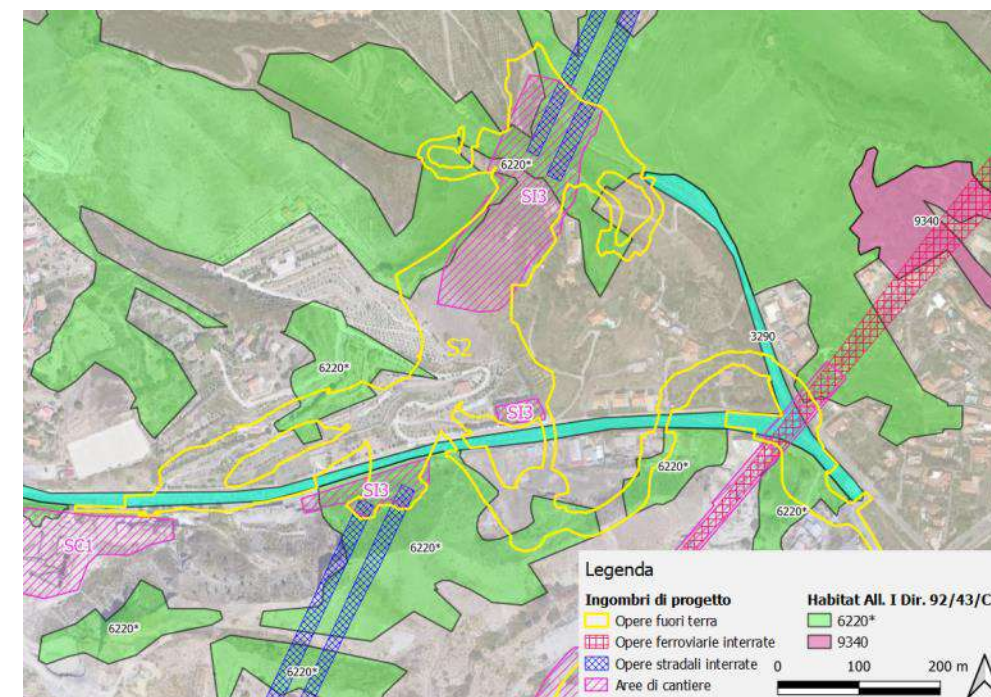 6220*
SI3
9340
S2
3290
6220*
SI3
6220*
SI3
6220*
SC1
6220*
6220*
6220*
Legenda
Ingombri di progetto
Opere fuori terra
Opere ferroviarie interrate
Opere stradali interrate
Aree di cantiere
Habitat All. I Dir. 92/43/C
6220*
9340
0 100 200 m